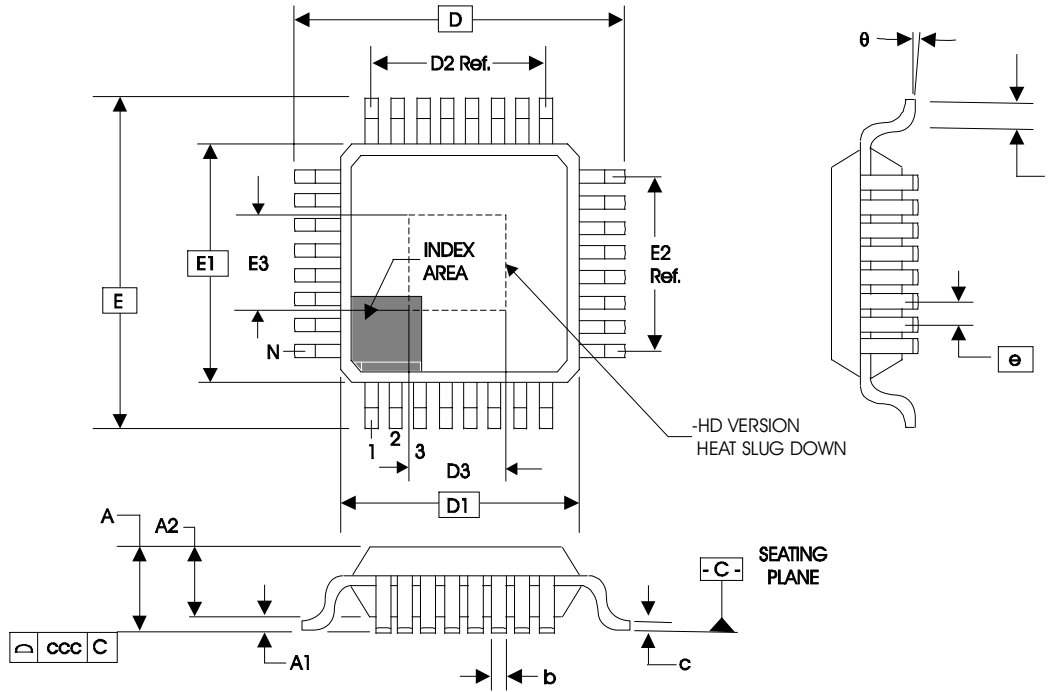 D
D2 Ref.
θ
E
E1
E3
INDEX
AREA
E2
Ref.
N
e
1
2
3
D3
-HD VERSION
HEAT SLUG DOWN
D1
A
A2
-C-
SEATING
PLANE
ccc C
A1
b
c